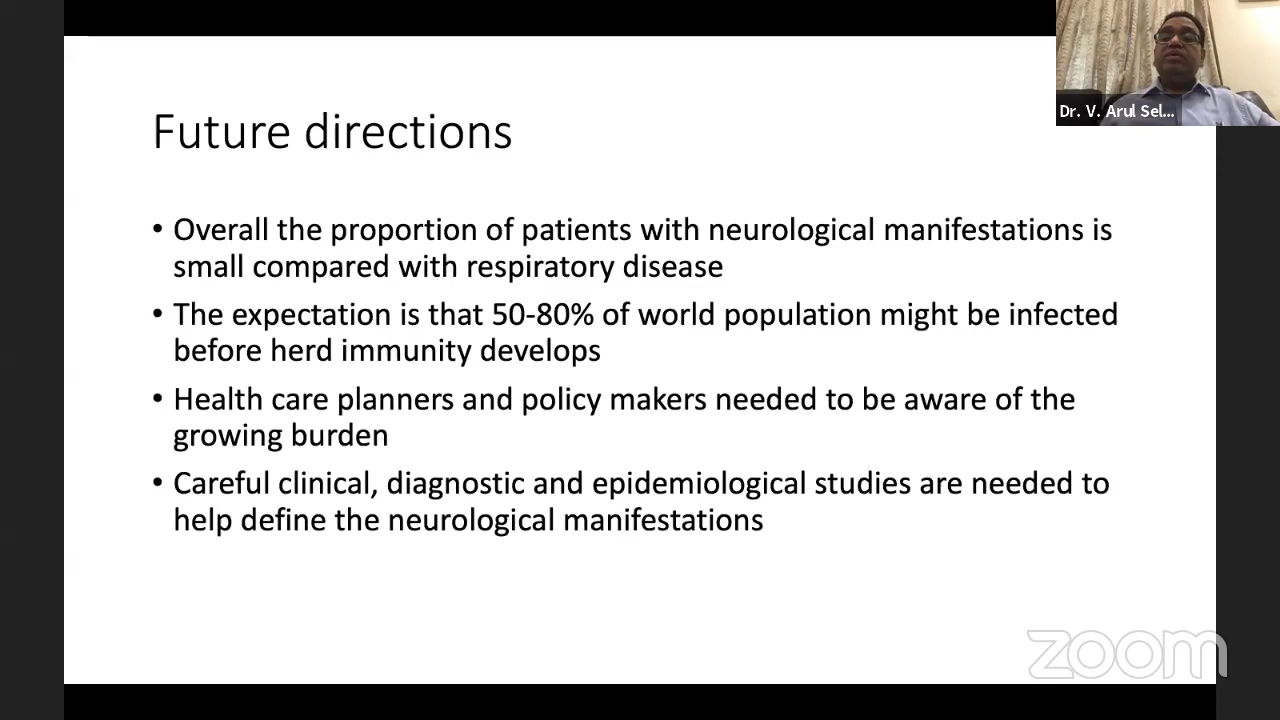 Future directions
• Overall the proportion of patients with neurological manifestations is
small compared with respiratory disease
• The expectation is that 50-80% of world population might be infected
before herd immunity develops
• Health care planners and policy makers needed to be aware of the
growing burden
• Careful clinical, diagnostic and epidemiological studies are needed to
help define the neurological manifestations
Dr. V. Arul Sel...
zoom